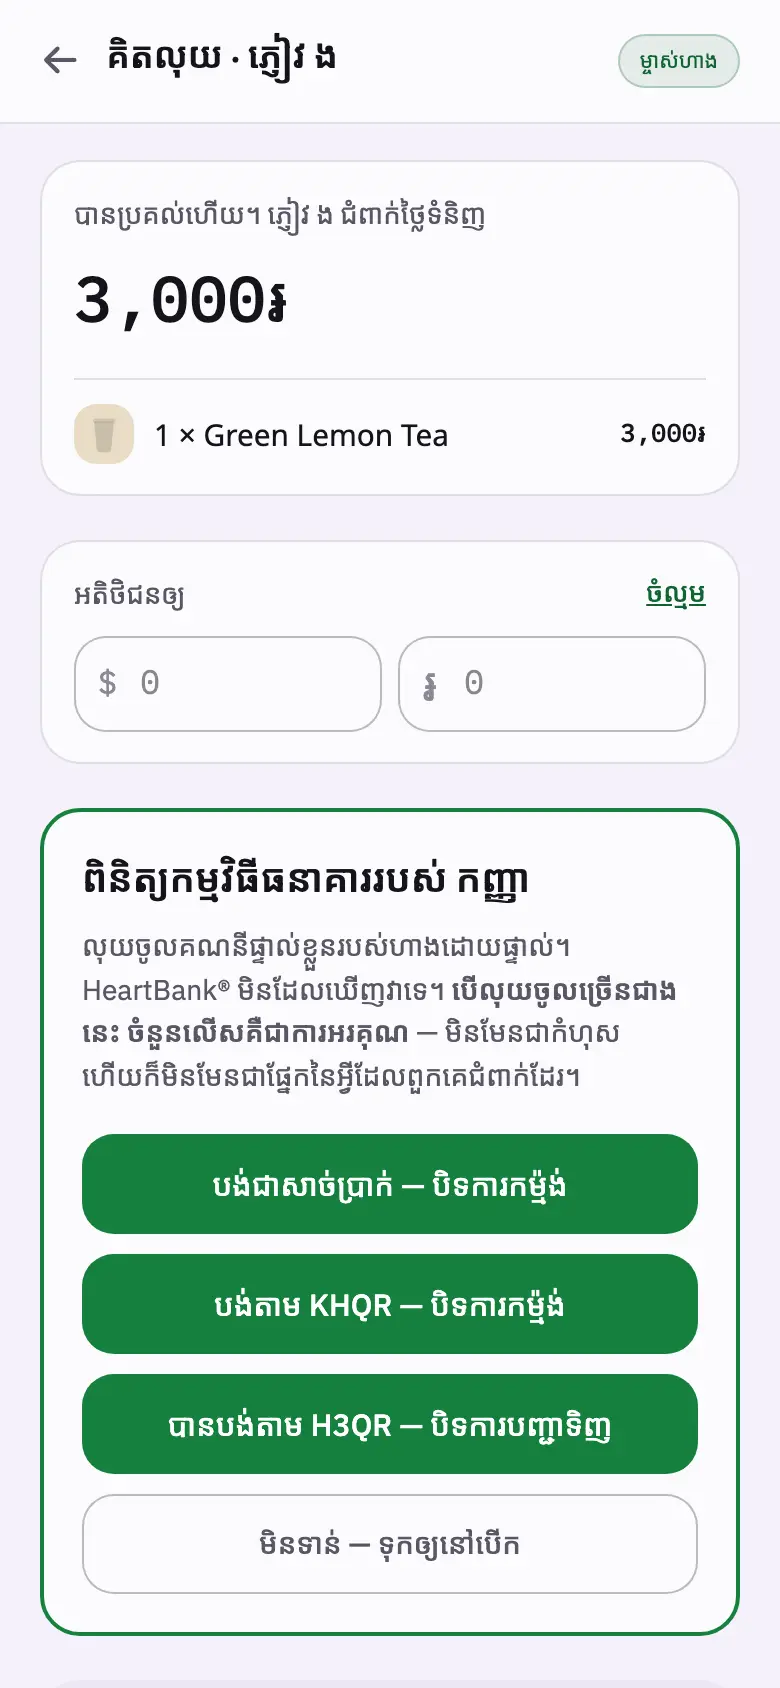 គិតលុយ · ភ្ញៀវ ង
ម្ចាស់ហាង
បានប្រគល់ហើយ។ ភ្ញៀវ ង ជំពាក់ថ្លៃទំនិញ
3,000៛
1 × Green Lemon Tea
3,000៛
អតិថិជនឲ្យ
ចំល្មម
$ 0
៛ 0
ពិនិត្យកម្មវិធីធនាគាររបស់ កញ្ញា
លុយចូលគណនីផ្ទាល់ខ្លួនរបស់ហាងដោយផ្ទាល់។
HeartBank® មិនដែលឃើញវាទេ។ បើលុយចូលច្រើនជាង
នេះ ចំនួនលើសគឺជាការអរគុណ — មិនមែនជាកំហុស
ហើយក៏មិនមែនជាផ្នែកនៃអ្វីដែលពួកគេជំពាក់ដែរ។
បង់ជាសាច់ប្រាក់ — បិទការកម្ម៉ង់
បង់តាម KHQR — បិទការកម្ម៉ង់
បានបង់តាម H3QR — បិទការបញ្ជាទិញ
មិនទាន់ — ទុកឲ្យនៅបើក